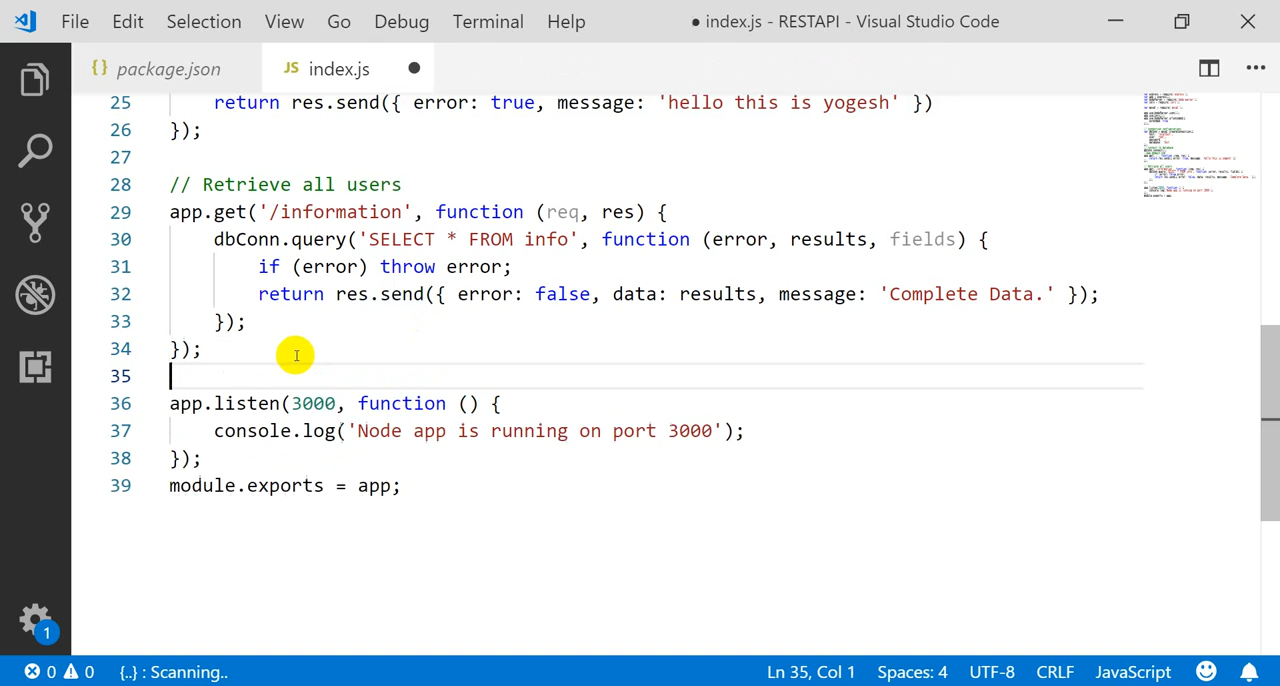 File Edit Selection View Go Debug Terminal Help ● index.js - RESTAPI - Visual Studio Code
{} package.json JS index.js
25 return res.send({ error: true, message: 'hello this is yogesh' })
26 });
27
28 // Retrieve all users
29 app.get('/information', function (req, res) {
30 dbConn.query('SELECT * FROM info', function (error, results, fields) {
31 if (error) throw error;
32 return res.send({ error: false, data: results, message: 'Complete Data.' });
33 });
34 });
35
36 app.listen(3000, function () {
37 console.log('Node app is running on port 3000');
38 });
39 module.exports = app;
1
0 0 {..} : Scanning.. Ln 35, Col 1 Spaces: 4 UTF-8 CRLF JavaScript